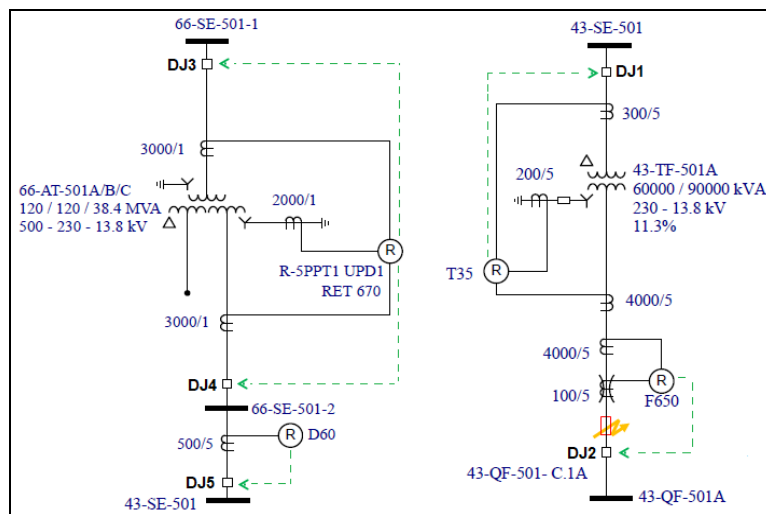 66-SE-501-1
DJ3
3000/1
66-AT-501A/B/C
120 / 120 / 38.4 MVA
500 - 230 - 13.8 kV
2000/1
R
R-5PPT1 UPD1
RET 670
3000/1
DJ4
66-SE-501-2
500/5
R
D60
DJ5
43-SE-501
43-SE-501
DJ1
300/5
200/5
43-TF-501A
60000 / 90000 kVA
230 - 13.8 kV
11.3%
T35
R
4000/5
4000/5
100/5
R
F650
DJ2
43-QF-501- C.1A
43-QF-501A